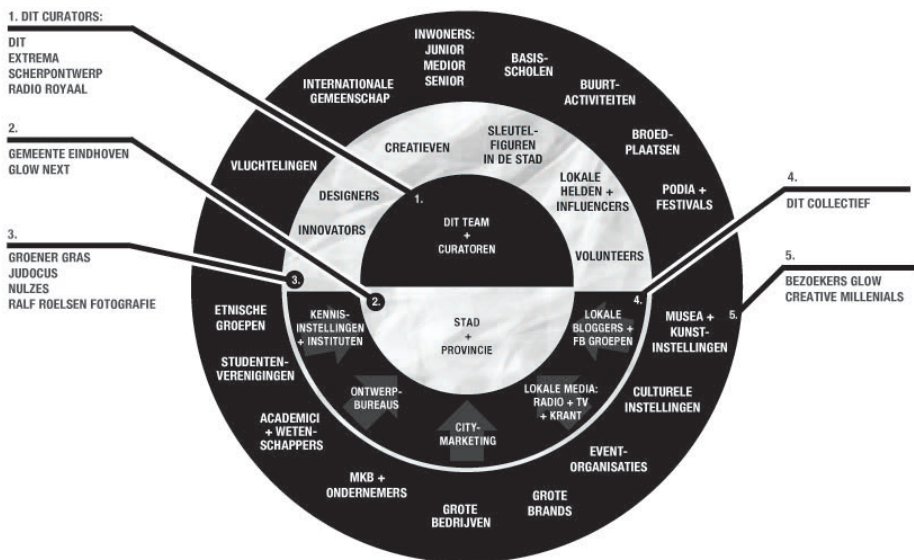 1. DIT CURATORS:
DIT
EXTREMA
SCHERPONTWERP
RADIO ROYAAL
2.
GEMEENTE EINDHOVEN
GLOW NEXT
3.
GROENER GRAS
JUDOCUS
NULZES
RALF ROELSEN FOTOGRAFIE
4.
DIT COLLECTIEF
5.
BEZOEKERS GLOW
CREATIVE MILLENIALS
INWONERS:
JUNIOR
MEDIOR
SENIOR
BASIS-
SCHOLEN
BUURT-
ACTIVITEITEN
BROED-
PLAATSEN
PODIA +
FESTIVALS
5.
MUSEA +
KUNST-
INSTELLINGEN
CULTURELE
INSTELLINGEN
EVENT-
ORGANISATIES
GROTE
BRANDS
GROTE
BEDRIJVEN
MKB +
ONDERNEMERS
ACADEMICI
+ WETEN-
SCHAPPERS
STUDENTEN-
VERENIGINGEN
ETNISCHE
GROEPEN
VLUCHTELINGEN
INTERNATIONALE
GEMEENSCHAP
CREATIEVEN
SLEUTEL-
FIGUREN
IN DE STAD
LOKALE
HELDEN +
INFLUENCERS
VOLUNTEERS
DESIGNERS
INNOVATORS
3.
1.
DIT TEAM
+
CURATOREN
2.
STAD
+
PROVINCIE
4.
KENNIS-
INSTELLINGEN
+ INSTITUTEN
ONTWERP-
BUREAUS
CITY-
MARKETING
LOKALE MEDIA:
RADIO + TV
+ KRANT
LOKALE
BLOGGERS +
FB GROEPEN